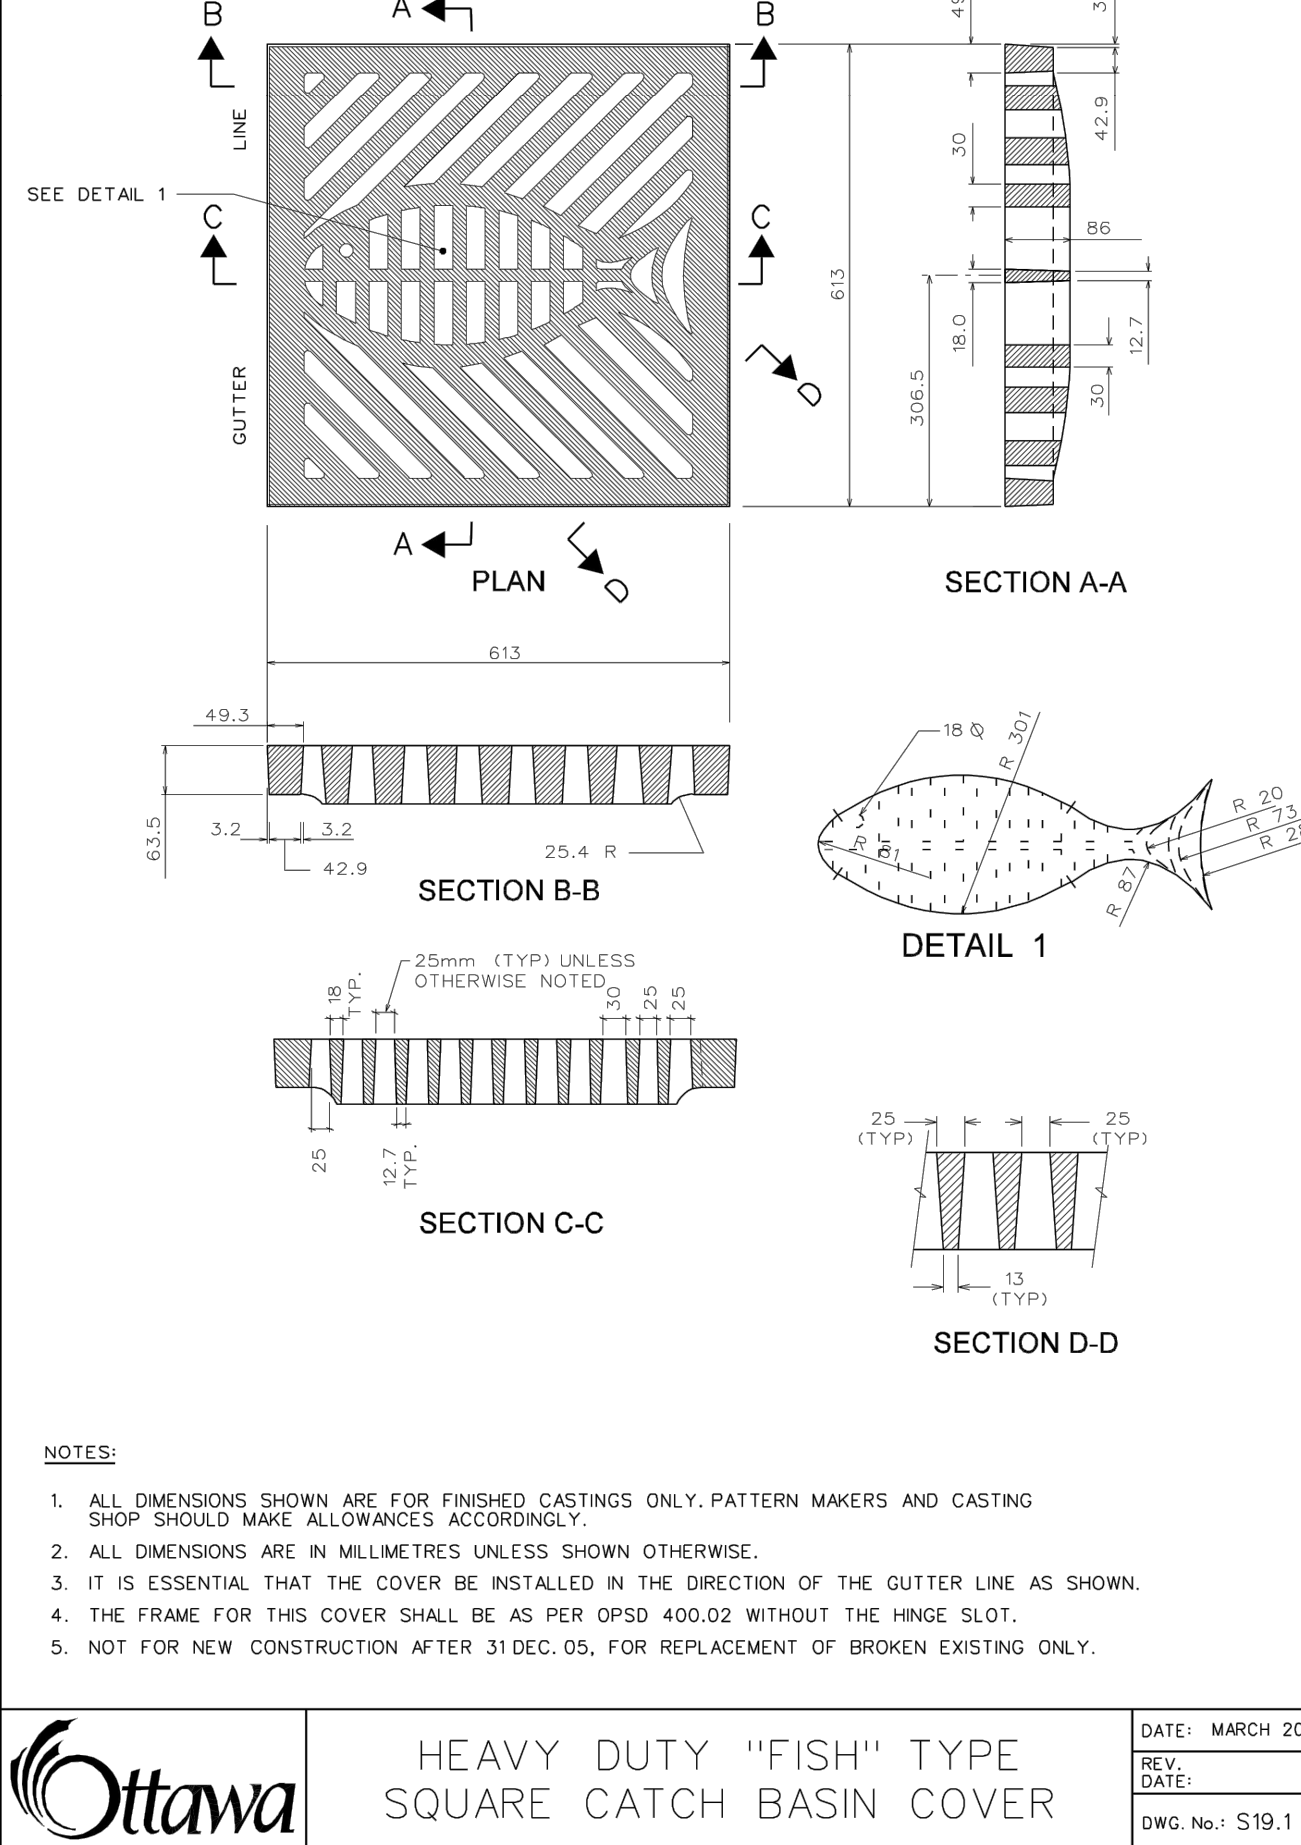 A
B
B
LINE
SEE DETAIL 1
C
C
GUTTER
D
A
D
PLAN
613
42.9
30
86
18.0
12.7
306.5
30
SECTION A-A
613
49.3
63.5
3.2
3.2
42.9
25.4 R
SECTION B-B
18 Φ
R 301
R 81
R 20
R 73
R 87
DETAIL 1
25mm (TYP) UNLESS
OTHERWISE NOTED
18
TYP.
30
25
25
25
12.7
TYP.
SECTION C-C
25
(TYP)
25
(TYP)
13
(TYP)
SECTION D-D
NOTES:
1. ALL DIMENSIONS SHOWN ARE FOR FINISHED CASTINGS ONLY. PATTERN MAKERS AND CASTING
SHOP SHOULD MAKE ALLOWANCES ACCORDINGLY.
2. ALL DIMENSIONS ARE IN MILLIMETRES UNLESS SHOWN OTHERWISE.
3. IT IS ESSENTIAL THAT THE COVER BE INSTALLED IN THE DIRECTION OF THE GUTTER LINE AS SHOWN.
4. THE FRAME FOR THIS COVER SHALL BE AS PER OPSD 400.02 WITHOUT THE HINGE SLOT.
5. NOT FOR NEW CONSTRUCTION AFTER 31 DEC. 05, FOR REPLACEMENT OF BROKEN EXISTING ONLY.
Ottawa
HEAVY DUTY "FISH" TYPE
SQUARE CATCH BASIN COVER
DATE: MARCH
REV.
DATE:
DWG. No.: S19.1